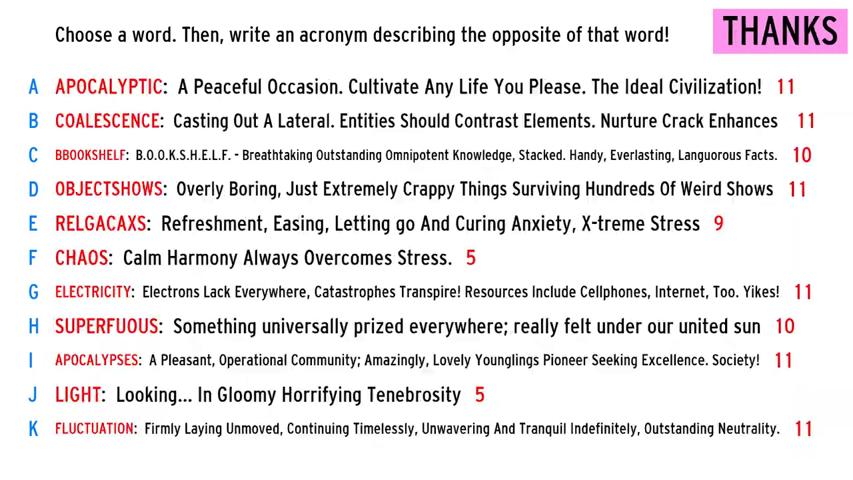 Choose a word. Then, write an acronym describing the opposite of that word!
THANKS
A APOCALYPTIC: A Peaceful Occasion. Cultivate Any Life You Please. The Ideal Civilization! 11
B COALESCENCE: Casting Out A Lateral. Entities Should Contrast Elements. Nurture Crack Enhances 11
C BBOOKSHELF: B.O.O.K.S.H.E.L.F. - Breathtaking Outstanding Omnipotent Knowledge, Stacked. Handy, Everlasting, Languorous Facts. 10
D OBJECTSHOWS: Overly Boring, Just Extremely Crappy Things Surviving Hundreds Of Weird Shows 11
E RELGACAXS: Refreshment, Easing, Letting go And Curing Anxiety, X-treme Stress 9
F CHAOS: Calm Harmony Always Overcomes Stress. 5
G ELECTRICITY: Electrons Lack Everywhere, Catastrophes Transpire! Resources Include Cellphones, Internet, Too. Yikes! 11
H SUPERFUOUS: Something universally prized everywhere; really felt under our united sun 10
I APOCALYPSES: A Pleasant, Operational Community; Amazingly, Lovely Younglings Pioneer Seeking Excellence. Society! 11
J LIGHT: Looking... In Gloomy Horrifying Tenebrosity 5
K FLUCTUATION: Firmly Laying Unmoved, Continuing Timelessly, Unwavering And Tranquil Indefinitely, Outstanding Neutrality. 11